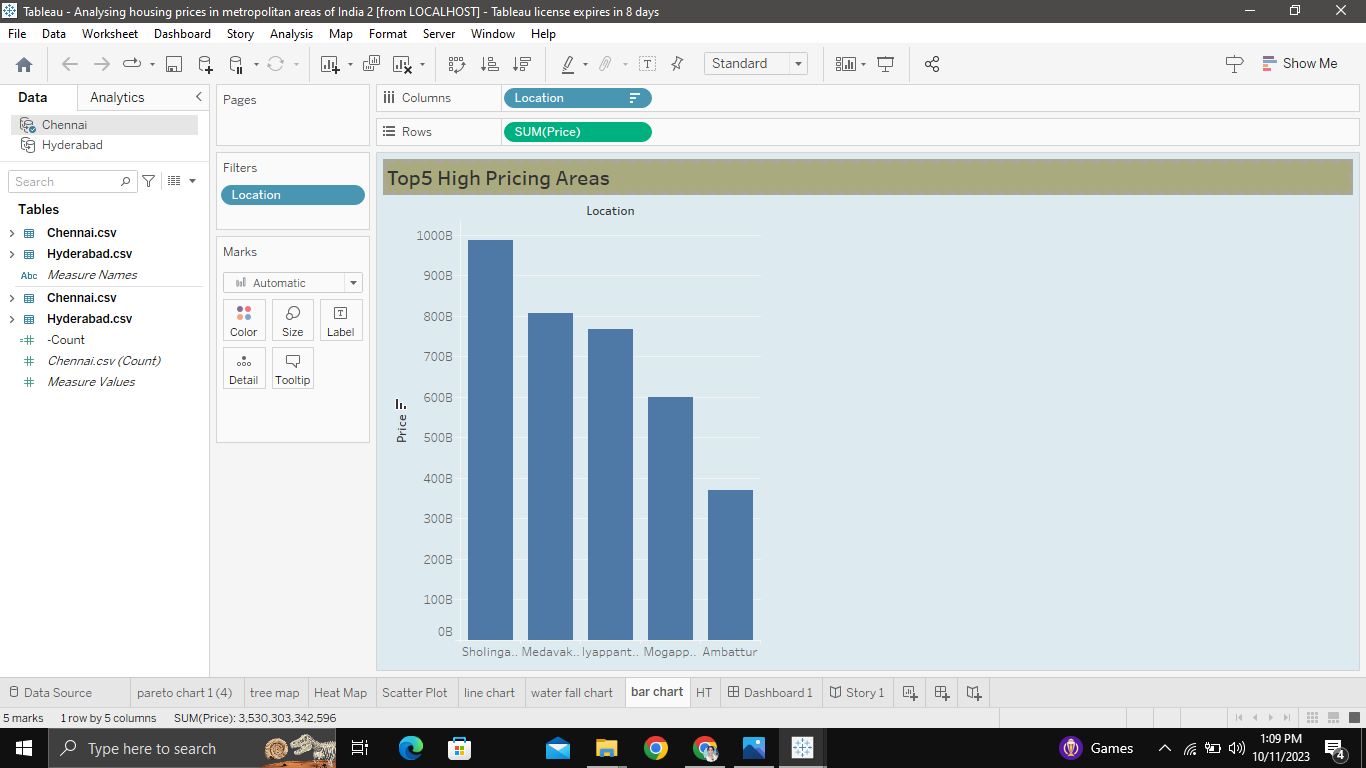 Tableau - Analysing housing prices in metropolitan areas of India 2 [from LOCALHOST] - Tableau license expires in 8 days
File Data Worksheet Dashboard Story Analysis Map Format Server Window Help
Standard
Show Me
Data Analytics
Chennai
Hyderabad
Search
Tables
Chennai.csv
Hyderabad.csv
Abc Measure Names
Chennai.csv
Hyderabad.csv
-Count
Chennai.csv (Count)
Measure Values
Pages
Filters
Location
Marks
Automatic
Color Size Label
Detail Tooltip
Columns Location
Rows SUM(Price)
Top5 High Pricing Areas
Location
1000B
900B
800B
700B
600B
500B
400B
300B
200B
100B
0B
Price
Sholinga.. Medavak.. Iyappant.. Mogapp.. Ambattur
Data Source pareto chart 1 (4) tree map Heat Map Scatter Plot line chart water fall chart bar chart HT Dashboard 1 Story 1
5 marks 1 row by 5 columns SUM(Price): 3,530,303,342,596
Type here to search
Games
1:09 PM
10/11/2023
4